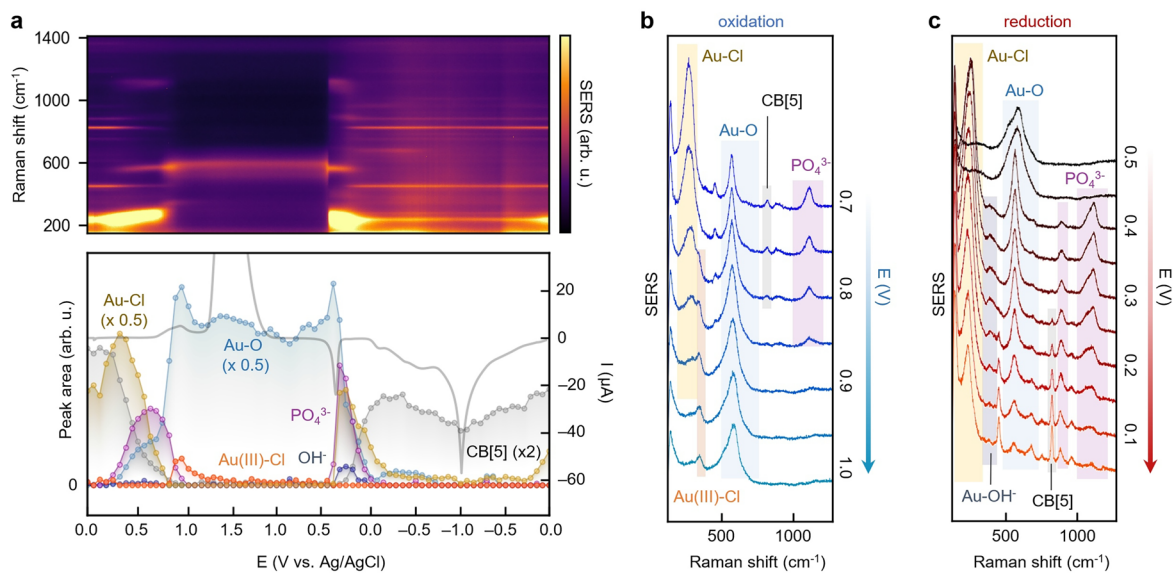 a
1400
1000
600
200
Raman shift (cm⁻¹)
SERS (arb. u.)
Au-Cl
(x 0.5)
Au-O
(x 0.5)
PO₄³⁻
OH⁻
Au(III)-Cl
CB[5] (x2)
Peak area (arb. u.)
0
20
0
−20
−40
−60
I (µA)
0.0 0.5 1.0 1.5 1.0 0.5 0.0 −0.5 −1.0 −0.5 0.0
E (V vs. Ag/AgCl)
b
oxidation
Au-Cl
CB[5]
Au-O
PO₄³⁻
Au(III)-Cl
SERS
0.7
0.8
0.9
1.0
E (V)
500 1000
Raman shift (cm⁻¹)
c
reduction
Au-Cl
Au-O
PO₄³⁻
Au-OH⁻
CB[5]
SERS
0.5
0.4
0.3
0.2
0.1
E (V)
500 1000
Raman shift (cm⁻¹)